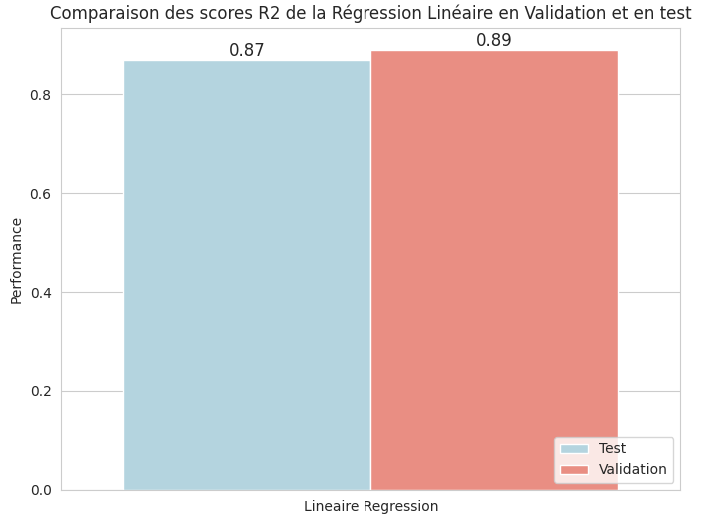 Comparaison des scores R2 de la Régression Linéaire en Validation et en test
0.87
0.89
0.8
0.6
0.4
0.2
0.0
Performance
Test
Validation
Lineaire Regression